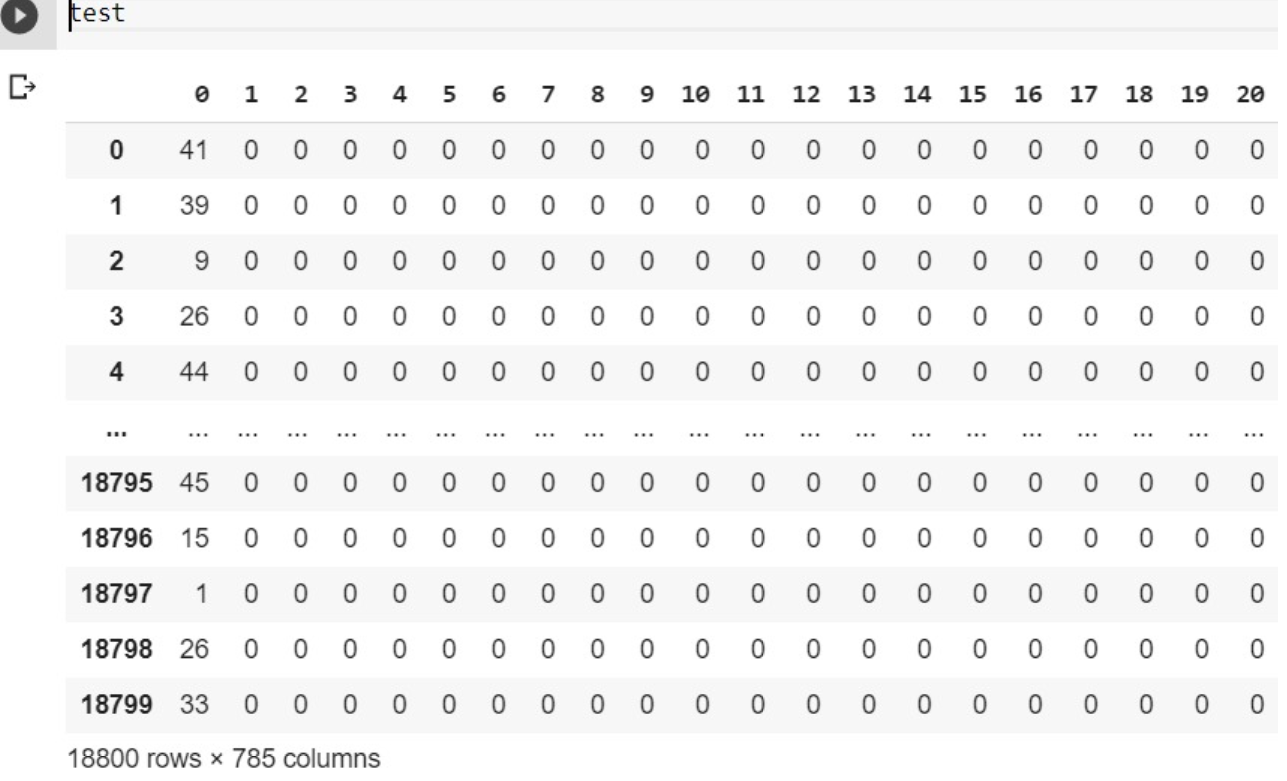 test
0 1 2 3 4 5 6 7 8 9 10 11 12 13 14 15 16 17 18 19 20
0 41 0 0 0 0 0 0 0 0 0 0 0 0 0 0 0 0 0 0 0 0
1 39 0 0 0 0 0 0 0 0 0 0 0 0 0 0 0 0 0 0 0 0
2 9 0 0 0 0 0 0 0 0 0 0 0 0 0 0 0 0 0 0 0 0
3 26 0 0 0 0 0 0 0 0 0 0 0 0 0 0 0 0 0 0 0 0
4 44 0 0 0 0 0 0 0 0 0 0 0 0 0 0 0 0 0 0 0 0
... ... ... ... ... ... ... ... ... ... ... ... ... ... ... ... ... ... ... ... ... ...
18795 45 0 0 0 0 0 0 0 0 0 0 0 0 0 0 0 0 0 0 0 0
18796 15 0 0 0 0 0 0 0 0 0 0 0 0 0 0 0 0 0 0 0 0
18797 1 0 0 0 0 0 0 0 0 0 0 0 0 0 0 0 0 0 0 0 0
18798 26 0 0 0 0 0 0 0 0 0 0 0 0 0 0 0 0 0 0 0 0
18799 33 0 0 0 0 0 0 0 0 0 0 0 0 0 0 0 0 0 0 0 0
18800 rows × 785 columns